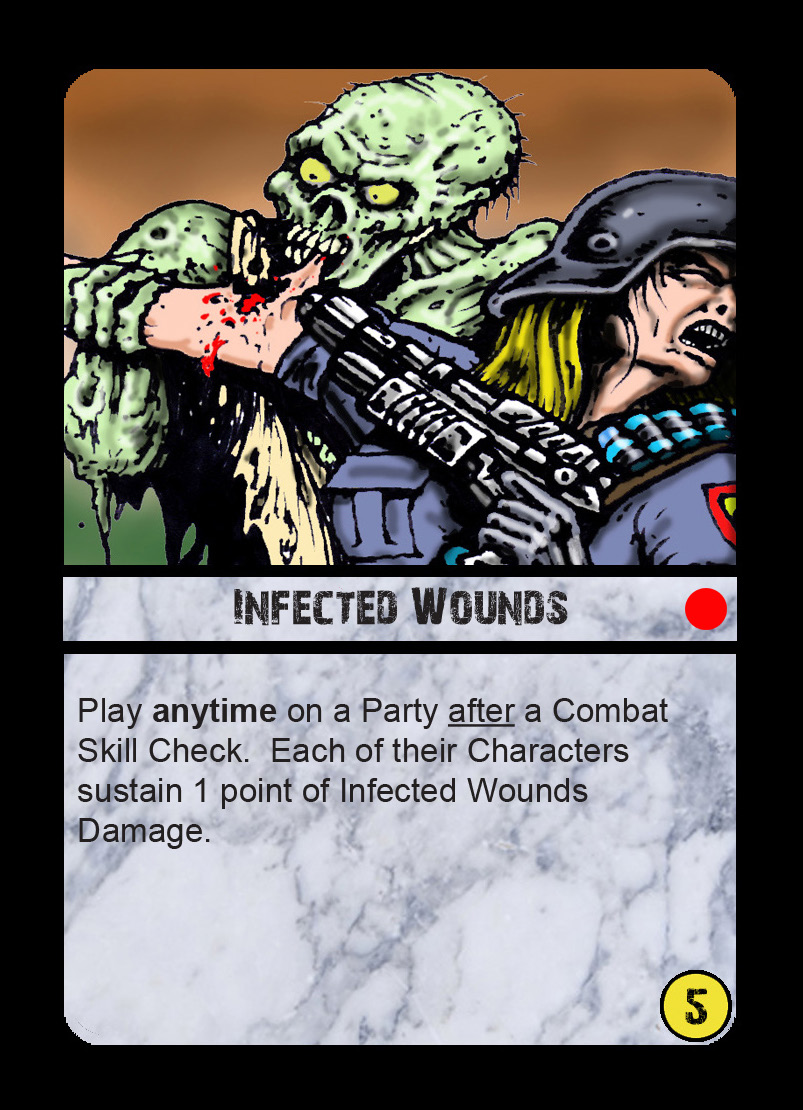 Infected Wounds
Play anytime on a Party after a Combat
Skill Check.  Each of their Characters
sustain 1 point of Infected Wounds
Damage.
5